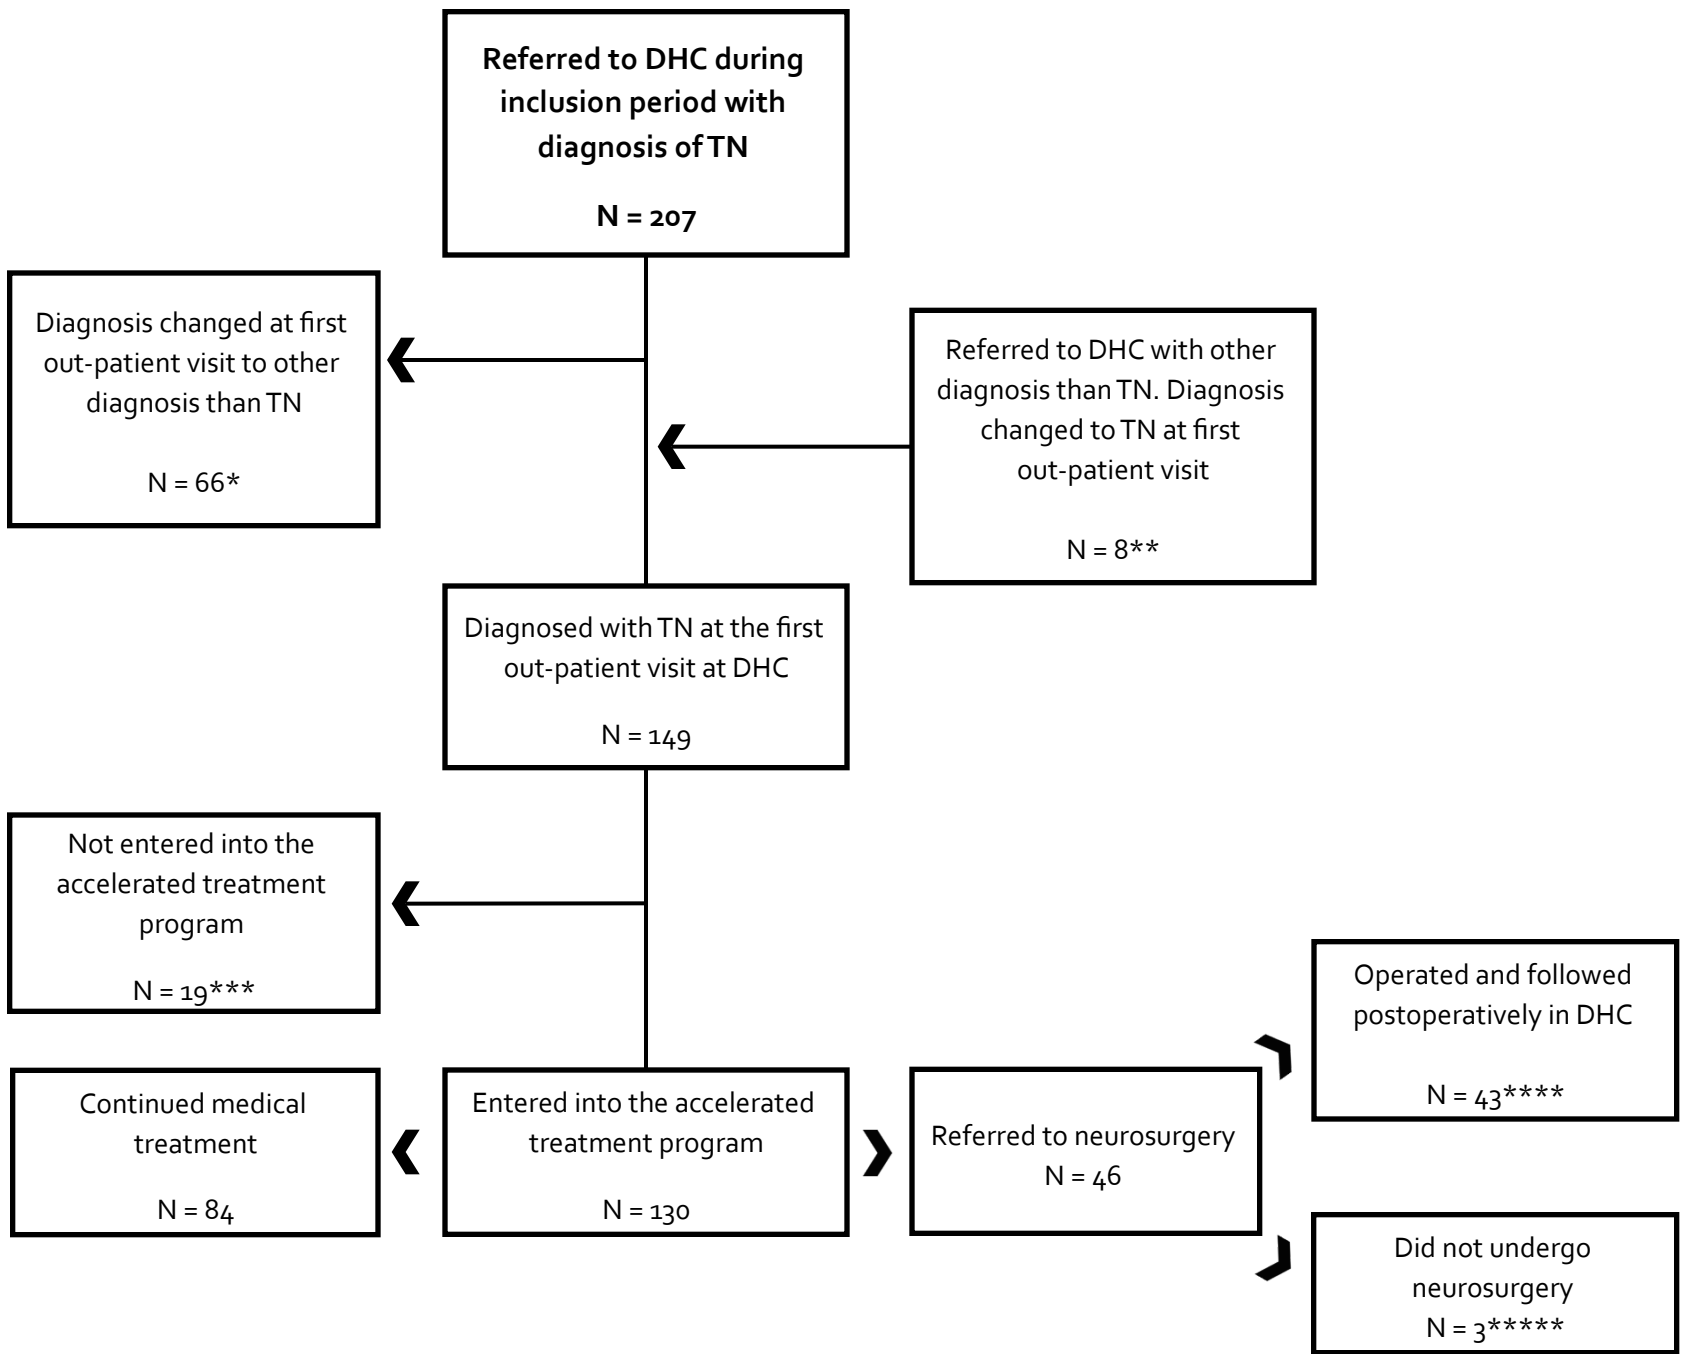 Referred to DHC during
inclusion period with
diagnosis of TN
N = 207
Diagnosis changed at first
out-patient visit to other
diagnosis than TN
N = 66*
Referred to DHC with other
diagnosis than TN. Diagnosis
changed to TN at first
out-patient visit
N = 8**
Diagnosed with TN at the first
out-patient visit at DHC
N = 149
Not entered into the
accelerated treatment
program
N = 19***
Continued medical
treatment
N = 84
Entered into the accelerated
treatment program
N = 130
Referred to neurosurgery
N = 46
Operated and followed
postoperatively in DHC
N = 43****
Did not undergo
neurosurgery
N = 3*****